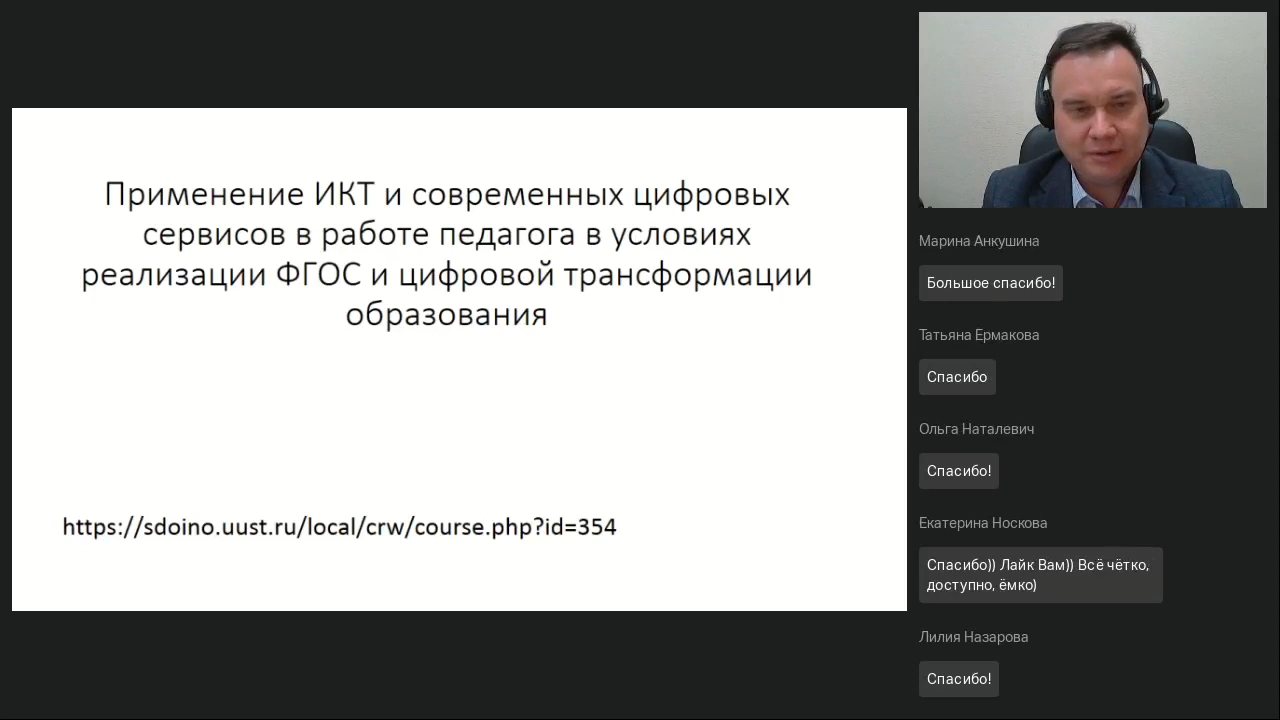 Применение ИКТ и современных цифровых
сервисов в работе педагога в условиях
реализации ФГОС и цифровой трансформации
образования
https://sdoino.uust.ru/local/crw/course.php?id=354
Марина Анкушина
Большое спасибо!
Татьяна Ермакова
Спасибо
Ольга Наталевич
Спасибо!
Екатерина Носкова
Спасибо)) Лайк Вам)) Всё чётко,
доступно, ёмко)
Лилия Назарова
Спасибо!